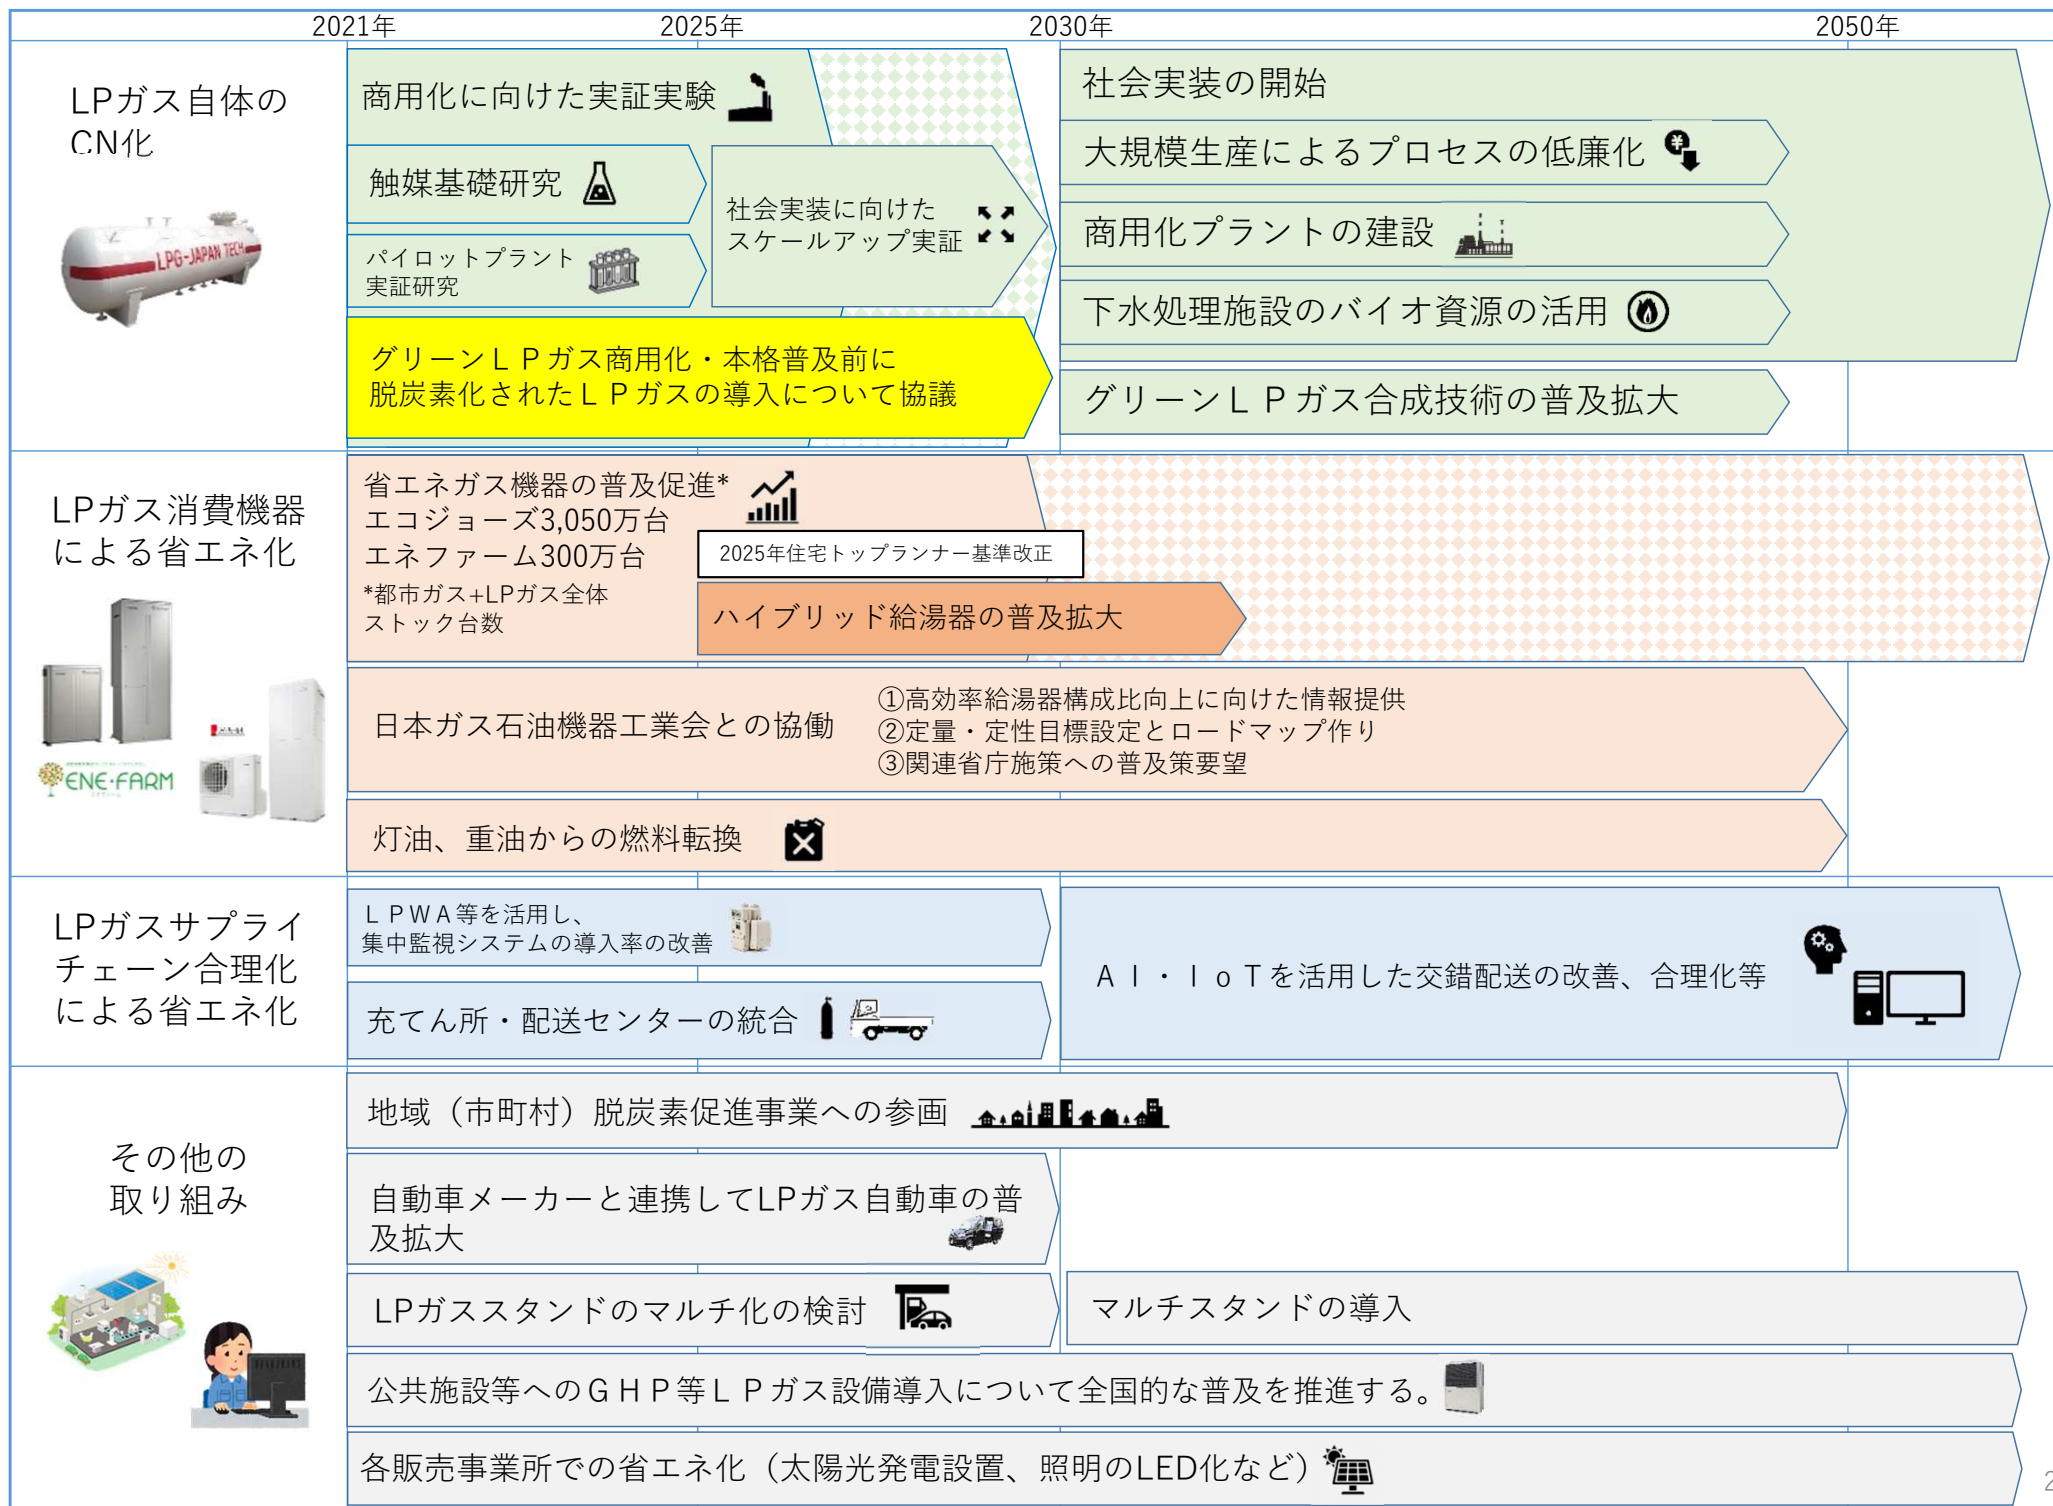 2021年
2025年
2030年
2050年
LPガス自体の
CN化
LPG-JAPAN TECH
商用化に向けた実証実験
触媒基礎研究
パイロットプラント
実証研究
社会実装に向けた
スケールアップ実証
グリーンLPガス商用化・本格普及前に
脱炭素化されたLPガスの導入について協議
社会実装の開始
大規模生産によるプロセスの低廉化
¥
商用化プラントの建設
下水処理施設のバイオ資源の活用
グリーンLPガス合成技術の普及拡大
LPガス消費機器
による省エネ化
ENE・FARM
省エネガス機器の普及促進*
エコジョーズ3,050万台
エネファーム300万台
*都市ガス+LPガス全体
ストック台数
2025年住宅トップランナー基準改正
ハイブリッド給湯器の普及拡大
日本ガス石油機器工業会との協働
①高効率給湯器構成比向上に向けた情報提供
②定量・定性目標設定とロードマップ作り
③関連省庁施策への普及策要望
灯油、重油からの燃料転換
LPガスサプライ
チェーン合理化
による省エネ化
LPWA等を活用し、
集中監視システムの導入率の改善
充てん所・配送センターの統合
AI・IoTを活用した交錯配送の改善、合理化等
その他の
取り組み
地域（市町村）脱炭素促進事業への参画
自動車メーカーと連携してLPガス自動車の普
及拡大
LPガススタンドのマルチ化の検討
マルチスタンドの導入
公共施設等へのGHP等LPガス設備導入について全国的な普及を推進する。
各販売事業所での省エネ化（太陽光発電設置、照明のLED化など）
2